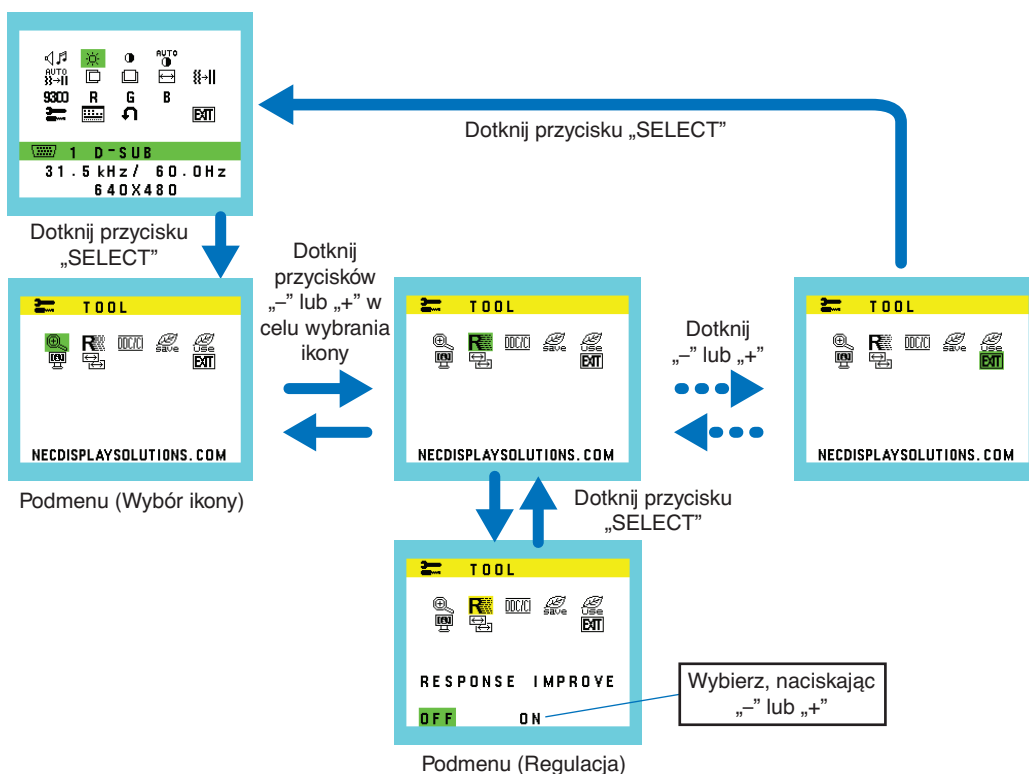 AUTO
AUTO
9300 R G B
EXIT
1 D-SUB
31.5 kHz/ 60.0Hz
640X480
Dotknij przycisku „SELECT”
Dotknij przycisku
„SELECT”
Dotknij
przycisków
„–” lub „+” w
celu wybrania
ikony
TOOL
R DDC/CI save use
EXIT
NECDISPLAYSOLUTIONS.COM
Podmenu (Wybór ikony)
TOOL
R DDC/CI save use
EXIT
NECDISPLAYSOLUTIONS.COM
Dotknij
„–” lub „+”
TOOL
R DDC/CI save use
EXIT
NECDISPLAYSOLUTIONS.COM
Dotknij przycisku
„SELECT”
TOOL
R DDC/CI save use
EXIT
RESPONSE IMPROVE
OFF ON
Wybierz, naciskając
„–” lub „+”
Podmenu (Regulacja)